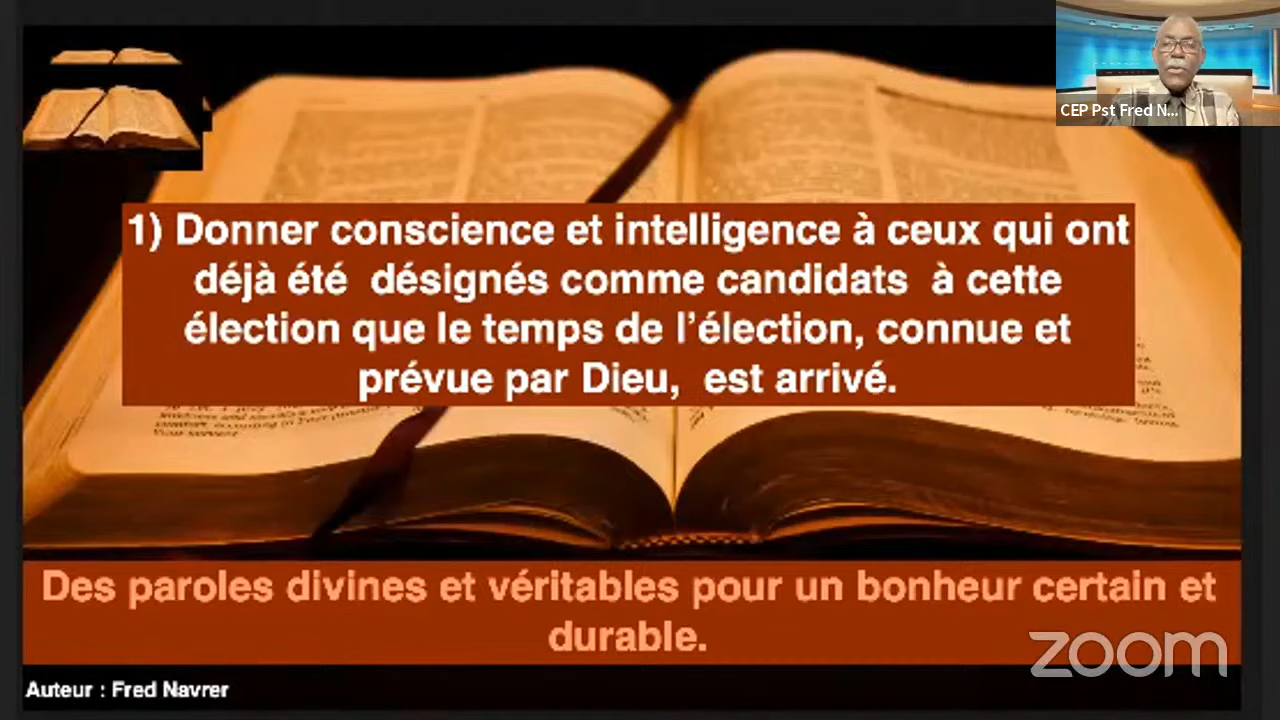 CEP Pst Fred N...
1) Donner conscience et intelligence à ceux qui ont
déjà été désignés comme candidats à cette
élection que le temps de l’élection, connue et
prévue par Dieu, est arrivé.
Des paroles divines et véritables pour un bonheur certain et
durable.
zoom
Auteur : Fred Navrer